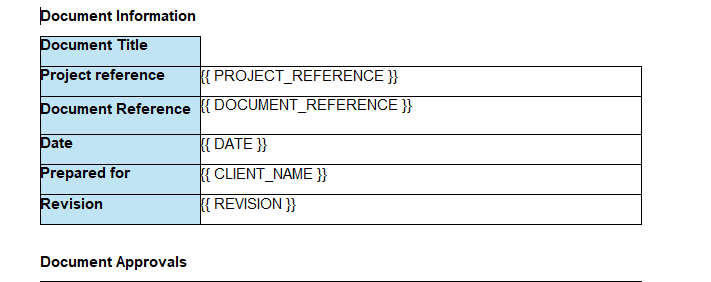 Document Information
Document Title
Project reference {{ PROJECT_REFERENCE }}
Document Reference {{ DOCUMENT_REFERENCE }}
Date {{ DATE }}
Prepared for {{ CLIENT_NAME }}
Revision {{ REVISION }}
Document Approvals